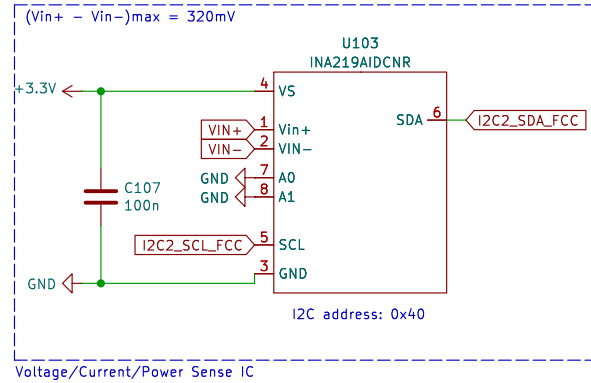 (Vin+ - Vin-)max = 320mV
U103
INA219AIDCNR
+3.3V
4 VS
VIN+ 1 Vin+
VIN- 2 VIN-
SDA 6 I2C2_SDA_FCC
GND 7 A0
GND 8 A1
C107
100n
I2C2_SCL_FCC 5 SCL
GND 3 GND
I2C address: 0x40
Voltage/Current/Power Sense IC